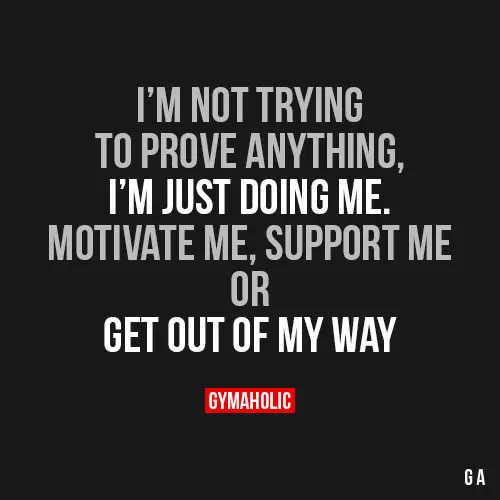 I’M NOT TRYING
TO PROVE ANYTHING,
I’M JUST DOING ME.
MOTIVATE ME, SUPPORT ME
OR
GET OUT OF MY WAY
GYMAHOLIC
GA